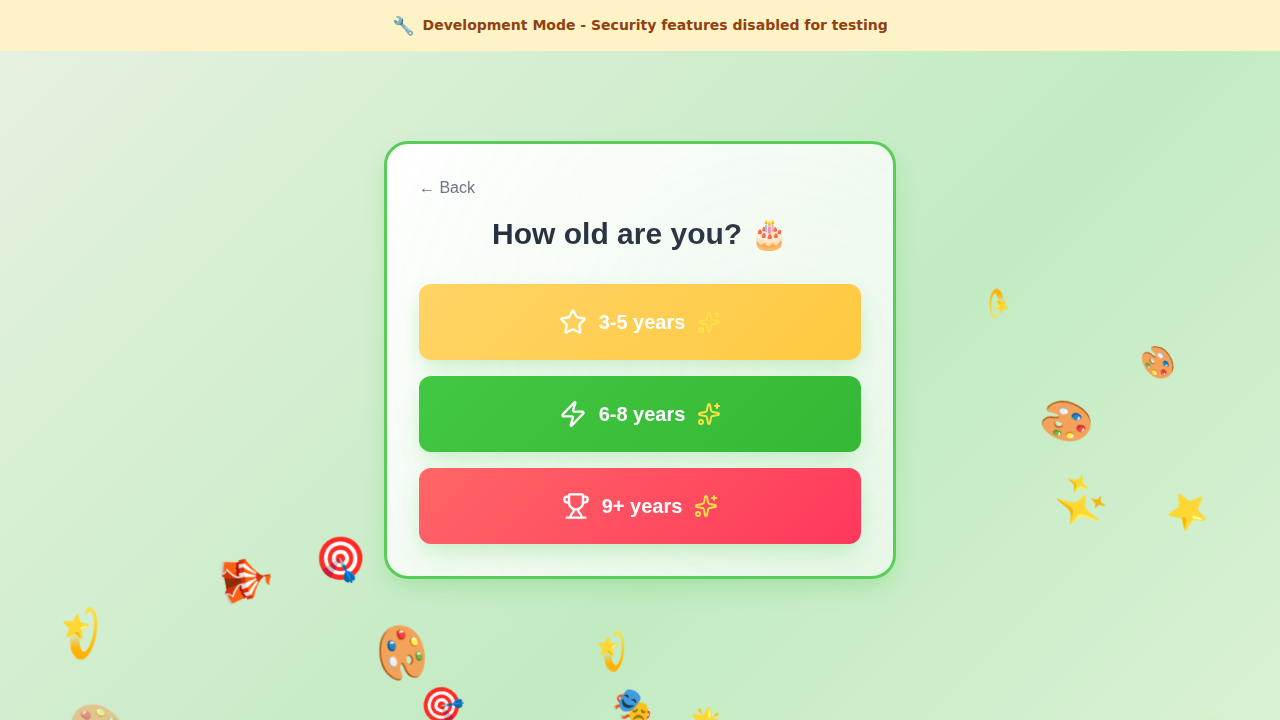 🔧 Development Mode - Security features disabled for testing
← Back
How old are you? 🎂
3-5 years
6-8 years
9+ years